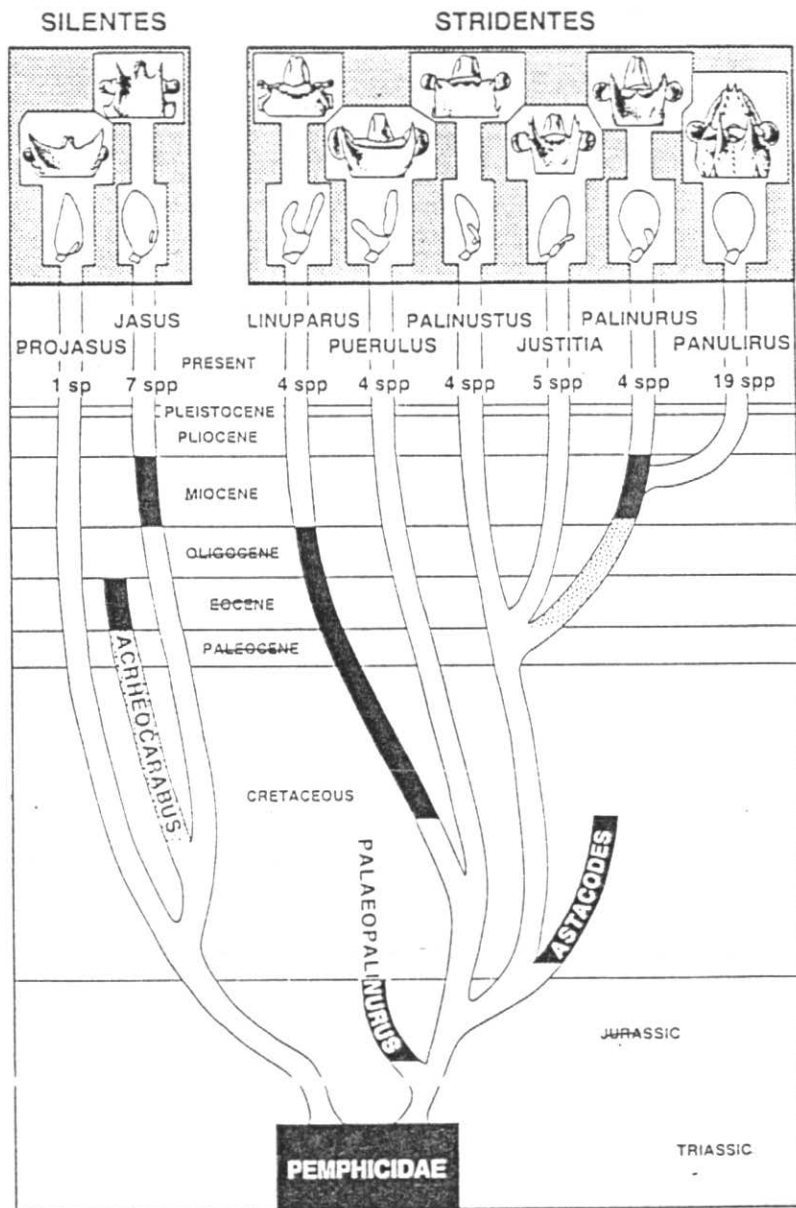 SILENTES
STRIDENTES
JASUS
LINUPARUS
PALINUSTUS
PALINURUS
PROJASUS
PUERULUS
JUSTITIA
PANULIRUS
PRESENT
1 sp
7 spp
4 spp
4 spp
4 spp
5 spp
4 spp
19 spp
PLEISTOCENE
PLIOCENE
MIOCENE
OLIGOCENE
EOCENE
PALEOCENE
ACRHEOCARABUS
CRETACEOUS
PALAEOPALINURUS
ASTACODES
JURASSIC
PEMPHICIDAE
TRIASSIC